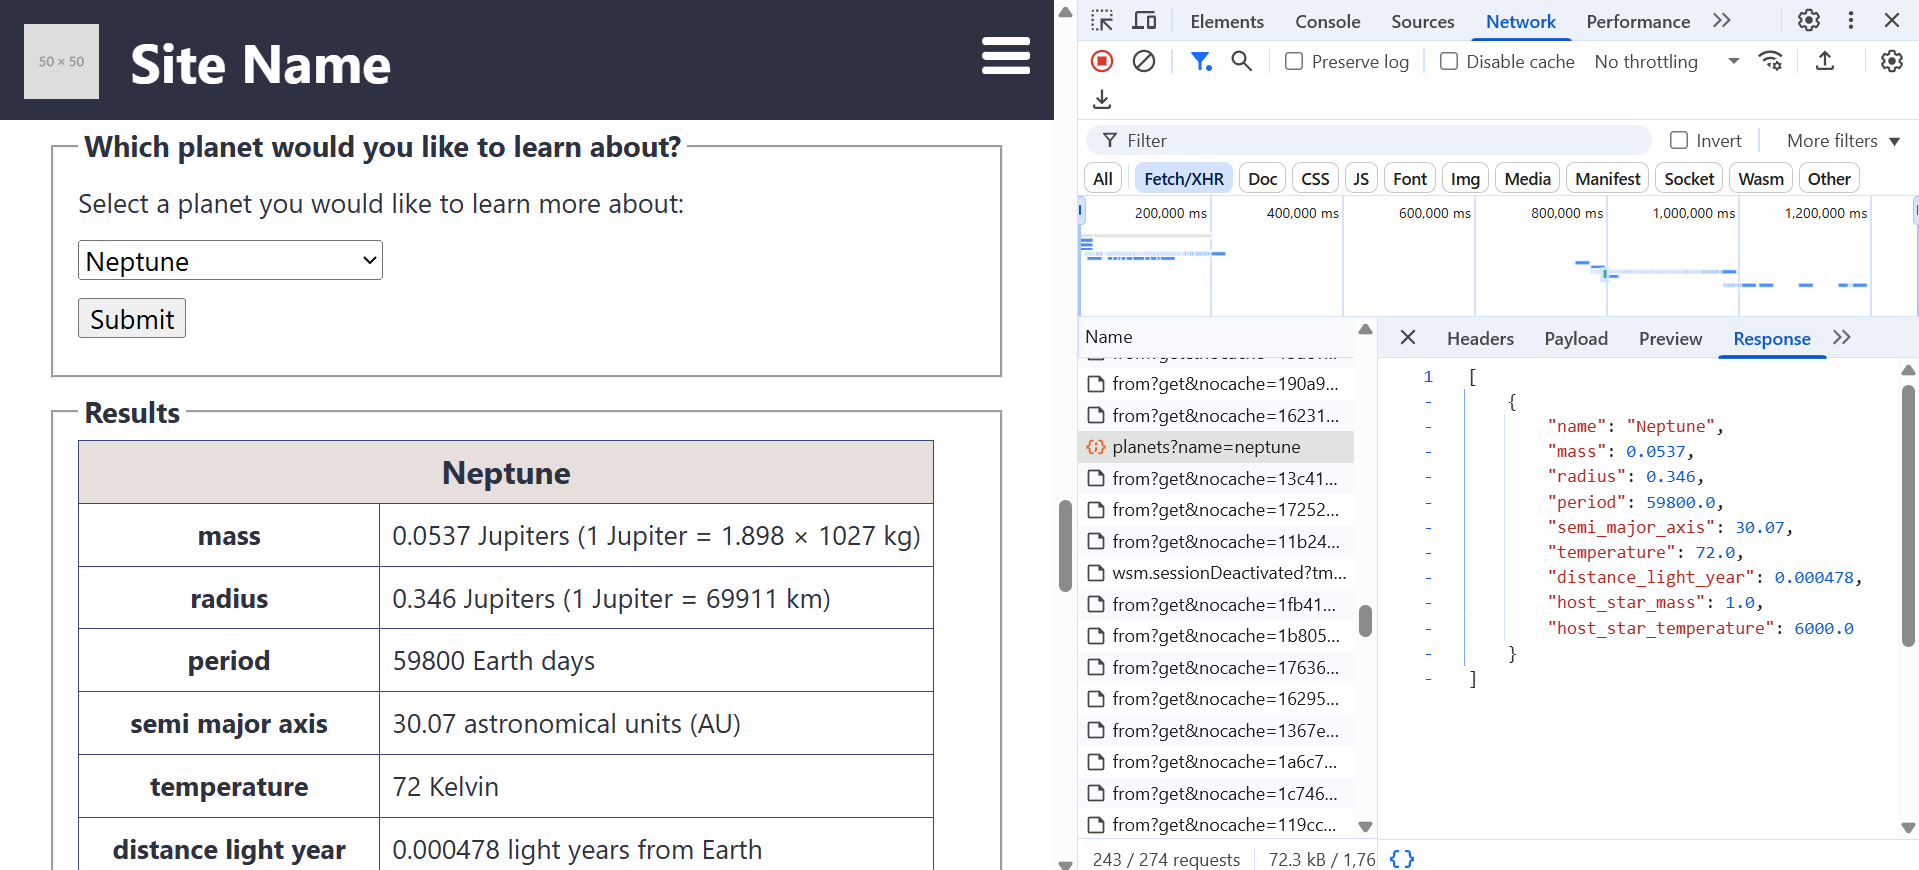 50 × 50
Site Name
Which planet would you like to learn about?
Select a planet you would like to learn more about:
Neptune
Submit
Results
Neptune
mass 0.0537 Jupiters (1 Jupiter = 1.898 × 1027 kg)
radius 0.346 Jupiters (1 Jupiter = 69911 km)
period 59800 Earth days
semi major axis 30.07 astronomical units (AU)
temperature 72 Kelvin
distance light year 0.000478 light years from Earth
Elements Console Sources Network Performance
Preserve log Disable cache No throttling
Filter Invert More filters
All Fetch/XHR Doc CSS JS Font Img Media Manifest Socket Wasm Other
200,000 ms 400,000 ms 600,000 ms 800,000 ms 1,000,000 ms 1,200,000 ms
Name
from?get&nocache=190a9...
from?get&nocache=16231...
planets?name=neptune
from?get&nocache=13c41...
from?get&nocache=17252...
from?get&nocache=11b24...
wsm.sessionDeactivated?tm...
from?get&nocache=1fb41...
from?get&nocache=1b805...
from?get&nocache=17636...
from?get&nocache=16295...
from?get&nocache=1367e...
from?get&nocache=1a6c7...
from?get&nocache=1c746...
from?get&nocache=119cc...
243 / 274 requests 72.3 kB / 1,76
Headers Payload Preview Response
1 [
- {
- "name": "Neptune",
- "mass": 0.0537,
- "radius": 0.346,
- "period": 59800.0,
- "semi_major_axis": 30.07,
- "temperature": 72.0,
- "distance_light_year": 0.000478,
- "host_star_mass": 1.0,
- "host_star_temperature": 6000.0
- }
- ]
{}